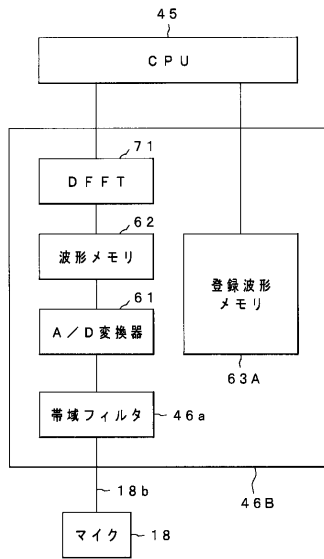 45
CPU
71
DFFT
62
波形メモリ
61
A/D変換器
登録波形
メモリ
63A
帯域フィルタ
46a
18b
46B
マイク
18